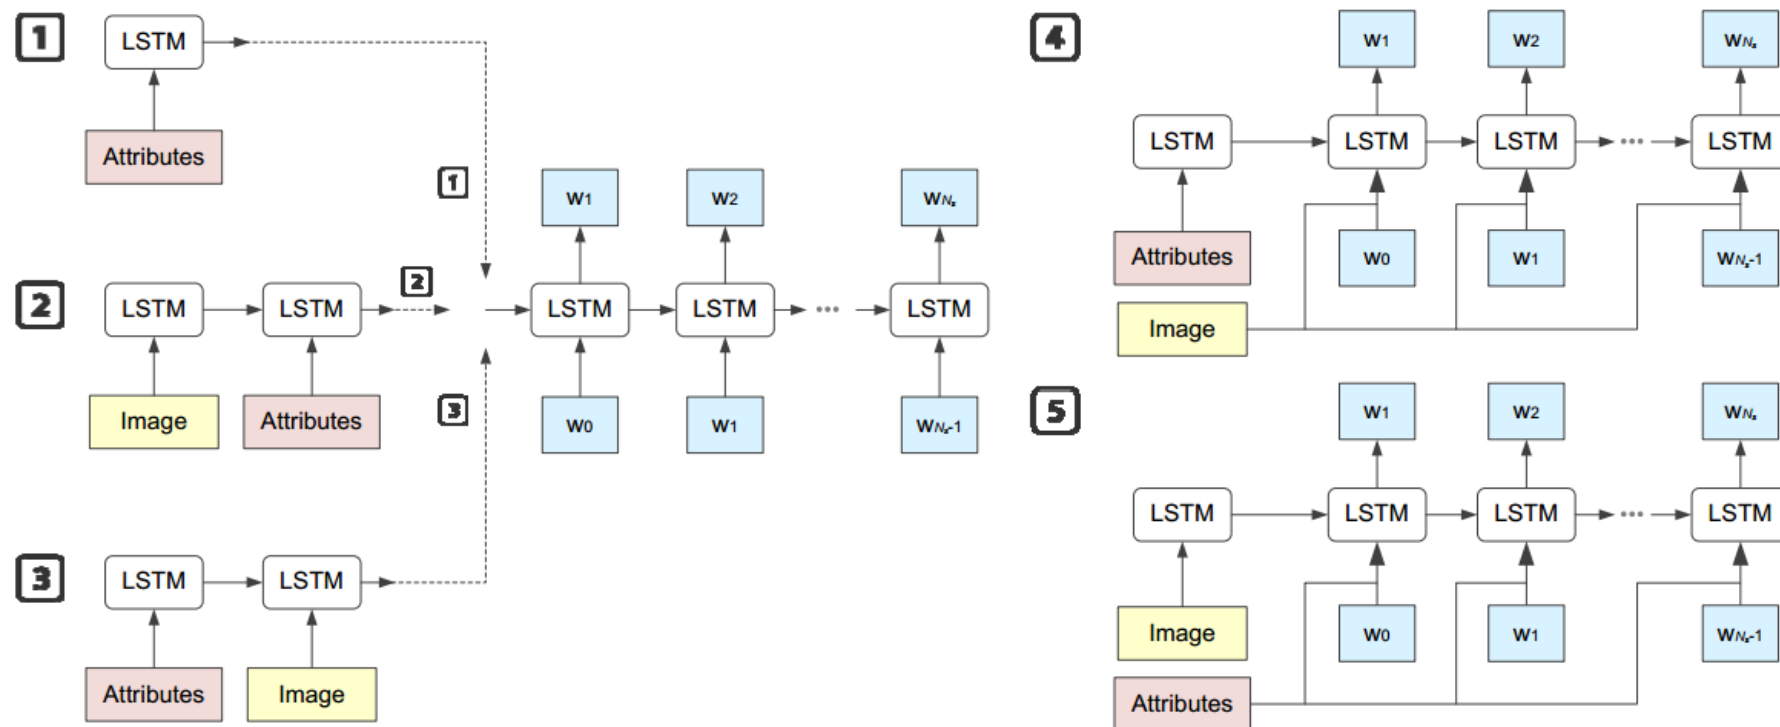 1
LSTM
Attributes
1
2
LSTM
LSTM
2
Image
Attributes
3
3
LSTM
LSTM
Attributes
Image
w1
w2
wNs
LSTM
LSTM
...
LSTM
w0
w1
wNs-1
4
w1
w2
wNs
LSTM
LSTM
LSTM
...
LSTM
Attributes
w0
w1
wNs-1
Image
5
w1
w2
wNs
LSTM
LSTM
LSTM
...
LSTM
Image
w0
w1
wNs-1
Attributes